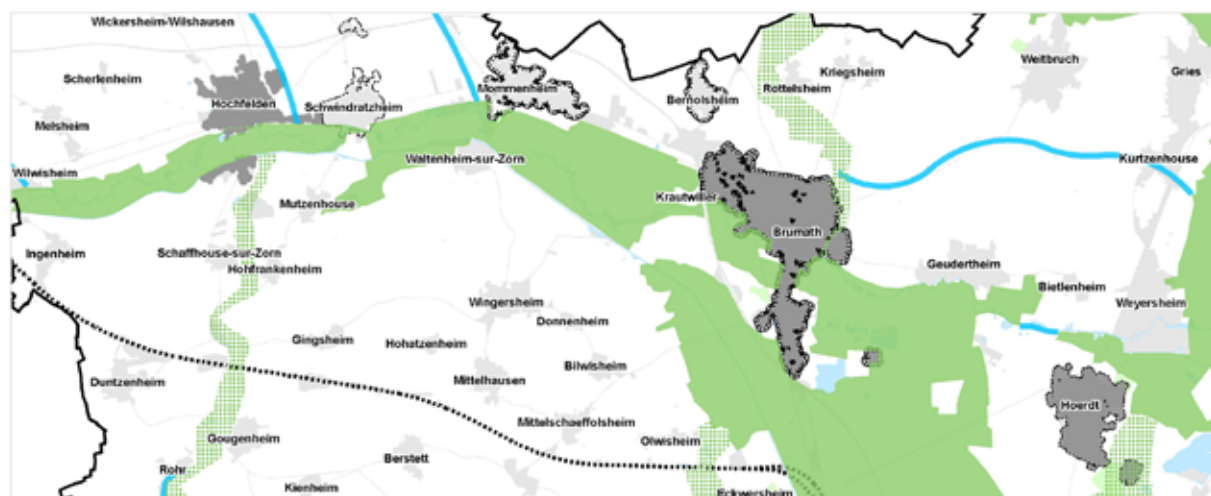 Wickersheim-Wilshausen
Scherlenheim
Hochfelden
Schwindratzheim
Mommenheim
Bernolsheim
Kriegsheim
Rottelsheim
Weitbruch
Gries
Melsheim
Wilwisheim
Waltenheim-sur-Zorn
Kurtzenhouse
Mutzenhouse
Krautwiller
Brumath
Ingenheim
Schaffhouse-sur-Zorn
Hohfrankenheim
Geudertheim
Bietlenheim
Weyersheim
Wingersheim
Donnenheim
Gingsheim
Hohatzenheim
Duntzenheim
Mittelhausen
Bilwisheim
Hoerdt
Mittelschaeffolsheim
Gougenheim
Olwisheim
Rohr
Berstett
Kienheim
Eckwersheim